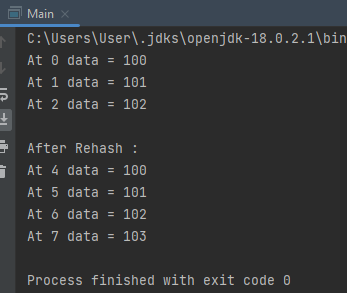 Main
C:\Users\User\.jdks\openjdk-18.0.2.1\bin
At 0 data = 100
At 1 data = 101
At 2 data = 102
After Rehash :
At 4 data = 100
At 5 data = 101
At 6 data = 102
At 7 data = 103
Process finished with exit code 0